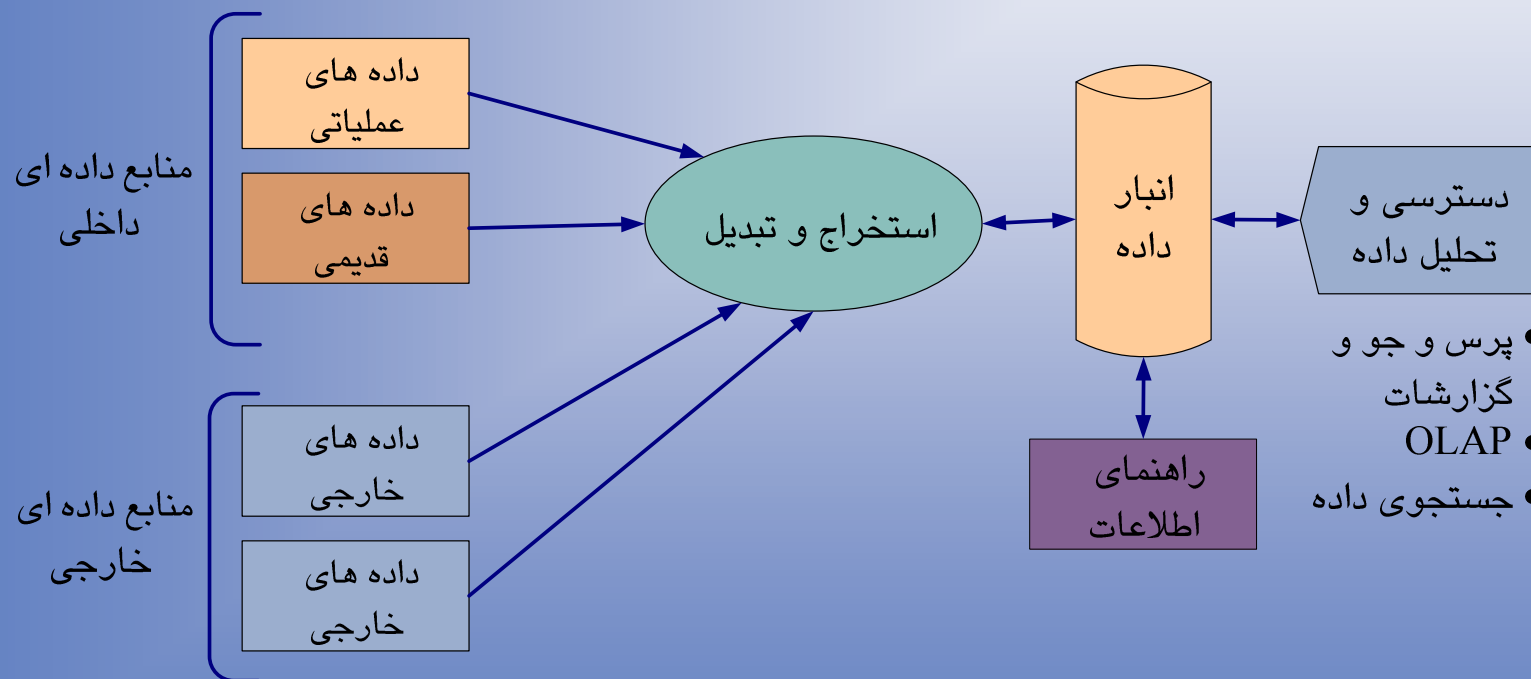 منابع داده ای
داخلی
داده های
عملیاتی
داده های
قدیمی
منابع داده ای
خارجی
داده های
خارجی
داده های
خارجی
استخراج و تبدیل
انبار
داده
راهنمای
اطلاعات
دسترسی و
تحلیل داده
• پرس و جو و
گزارشات
• OLAP
• جستجوی داده